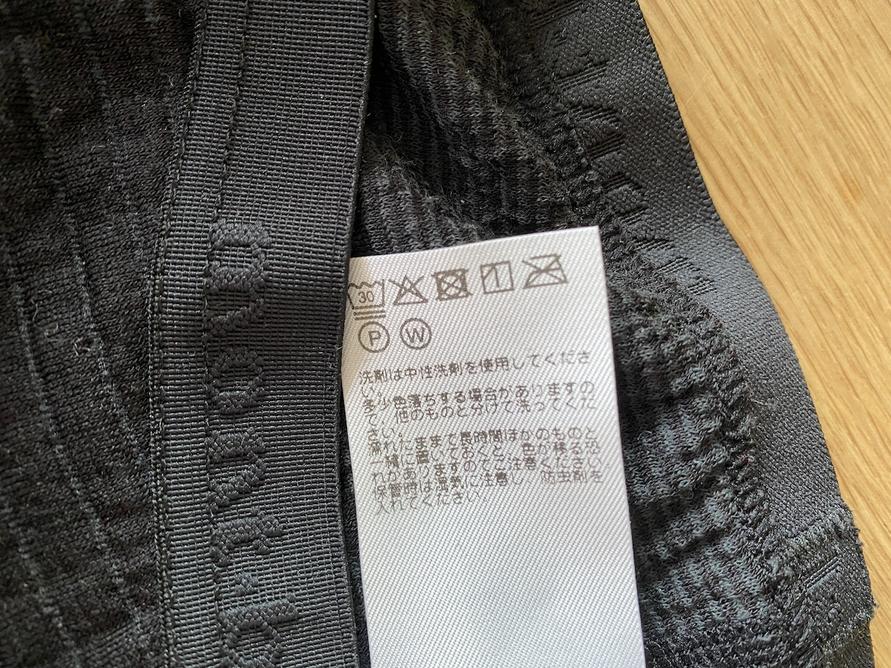 30
P W
洗剤は中性洗剤を使用してくださ
多少色落ちする場合がありますの
で、他のものと分けて洗ってくだ
さい。
濡れたままで長時間ほかのものと
一緒に置いておくと、色が移る恐
れがありますのでご注意ください
保管時は湿気に注意し、防虫剤を
入れてください。